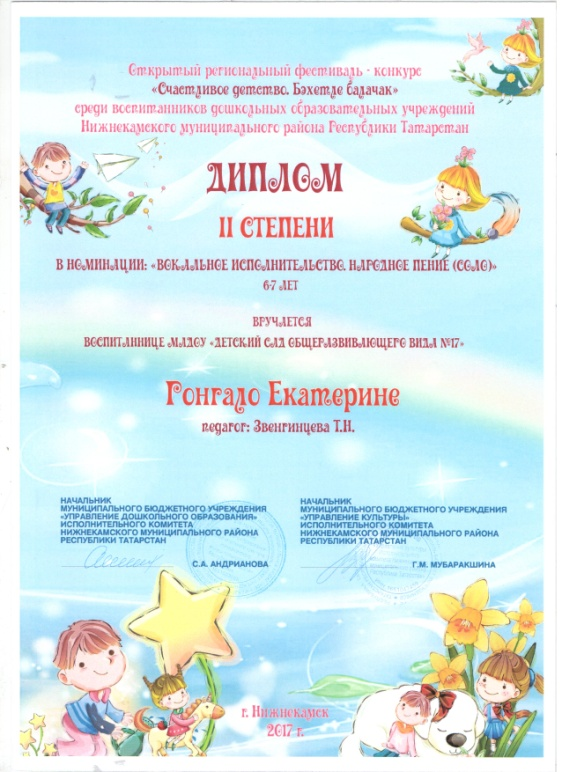 Открытый региональный фестиваль - конкурс
«Счастливое детство. Бэхетле балачак»
среди воспитанников дошкольных образовательных учреждений
Нижнекамского муниципального района Республики Татарстан
ДИПЛОМ
II СТЕПЕНИ
В НОМИНАЦИИ: «ВОКАЛЬНОЕ ИСПОЛНИТЕЛЬСТВО. НАРОДНОЕ ПЕНИЕ (СОЛО)»
6-7 ЛЕТ
ВРУЧАЕТСЯ
ВОСПИТАННИЦЕ МАДОУ «ДЕТСКИЙ САД ОБЩЕРАЗВИВАЮЩЕГО ВИДА №17»
Гонгало Екатерине
педагог: Звенгинцева Т.Н.
НАЧАЛЬНИК
МУНИЦИПАЛЬНОГО БЮДЖЕТНОГО УЧРЕЖДЕНИЯ
«УПРАВЛЕНИЕ ДОШКОЛЬНОГО ОБРАЗОВАНИЯ»
ИСПОЛНИТЕЛЬНОГО КОМИТЕТА
НИЖНЕКАМСКОГО МУНИЦИПАЛЬНОГО РАЙОНА
РЕСПУБЛИКИ ТАТАРСТАН
С.А. АНДРИАНОВА
НАЧАЛЬНИК
МУНИЦИПАЛЬНОГО БЮДЖЕТНОГО УЧРЕЖДЕНИЯ
«УПРАВЛЕНИЕ КУЛЬТУРЫ»
ИСПОЛНИТЕЛЬНОГО КОМИТЕТА
НИЖНЕКАМСКОГО МУНИЦИПАЛЬНОГО РАЙОНА
РЕСПУБЛИКИ ТАТАРСТАН
Г.М. МУБАРАКШИНА
г. Нижнекамск
2017 г.